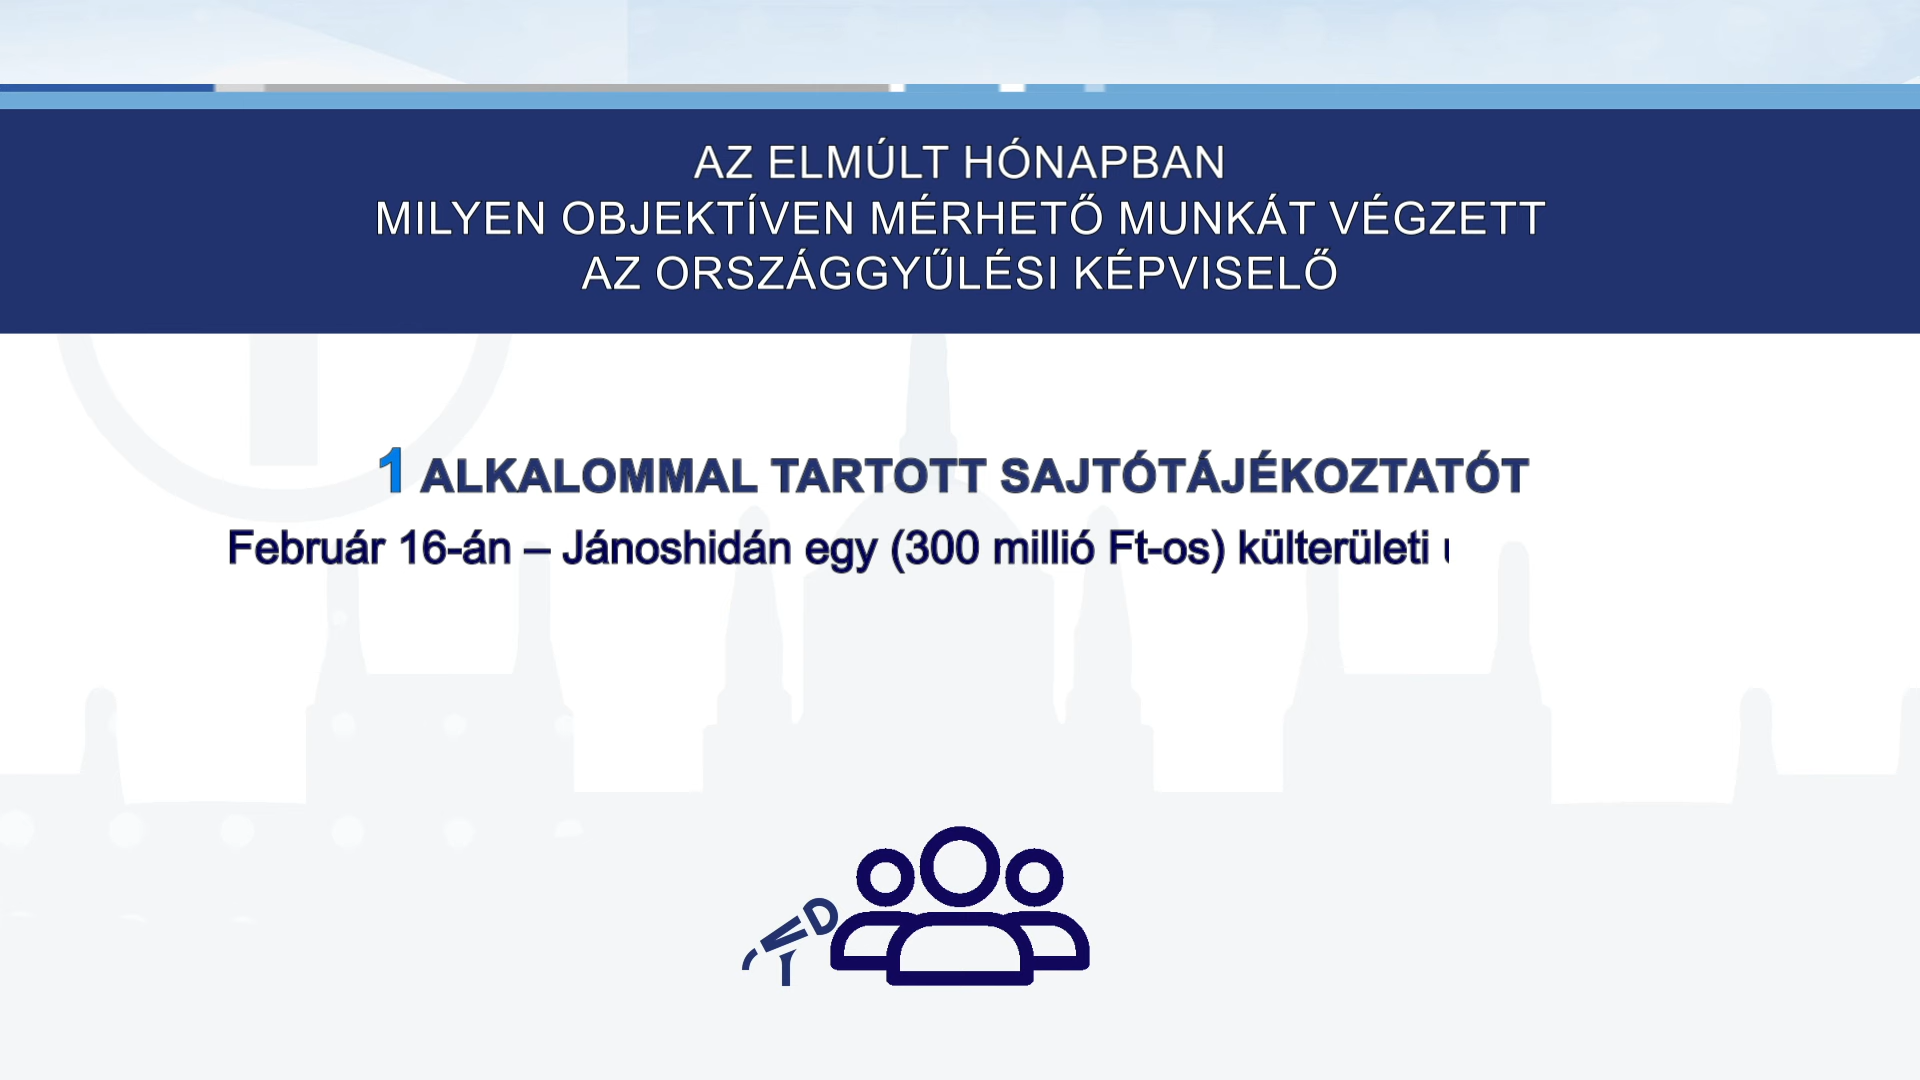 AZ ELMÚLT HÓNAPBAN
MILYEN OBJEKTÍVEN MÉRHETŐ MUNKÁT VÉGZETT
AZ ORSZÁGGYŰLÉSI KÉPVISELŐ
1 ALKALOMMAL TARTOTT SAJTÓTÁJÉKOZTATÓT
Február 16-án – Jánoshidán egy (300 millió Ft-os) külterületi